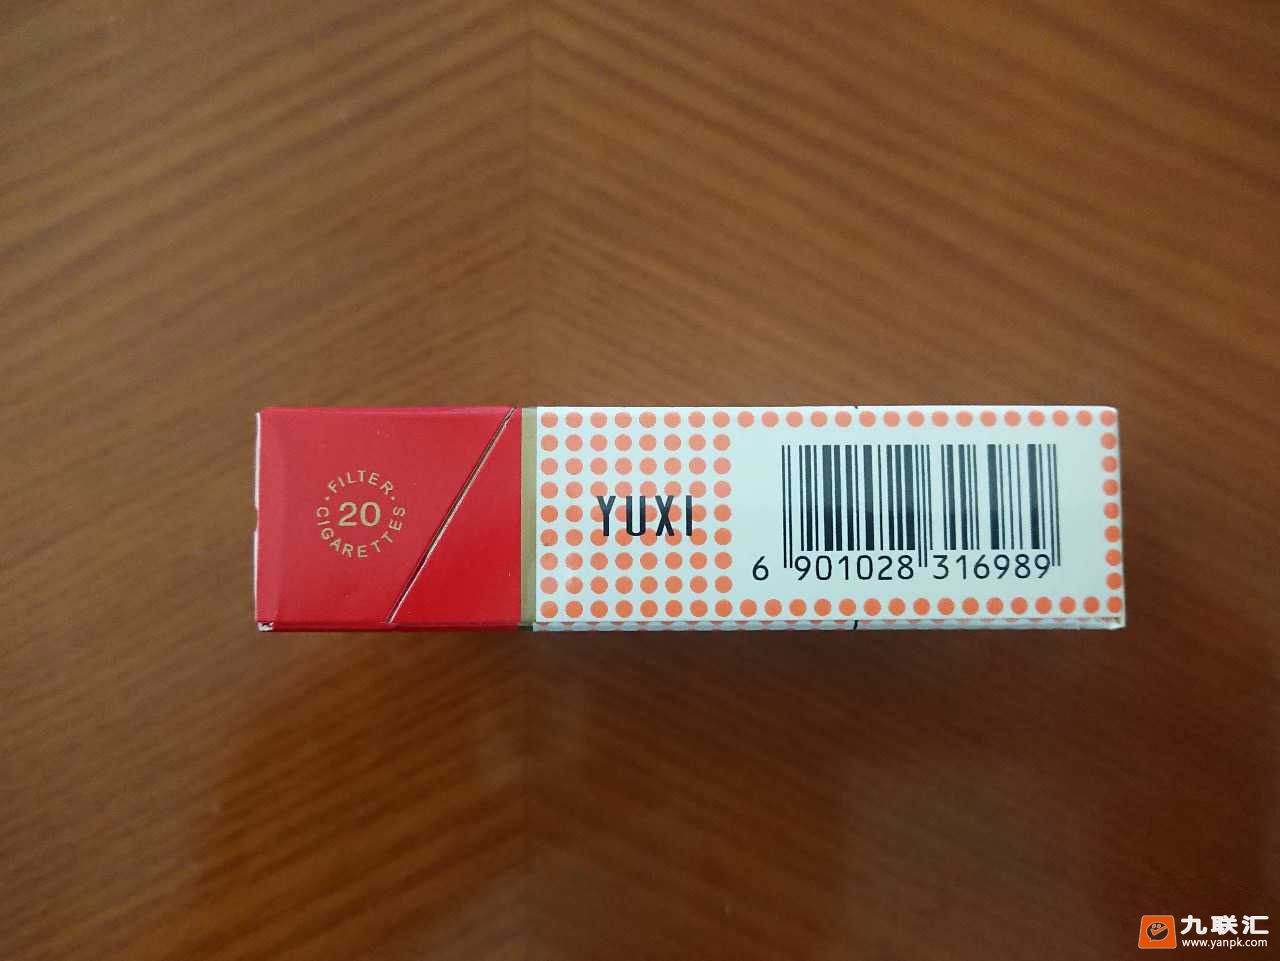 · FILTER ·
20
CIGARETTES
YUXI
6 901028 316989
九联汇
www.yanpk.com